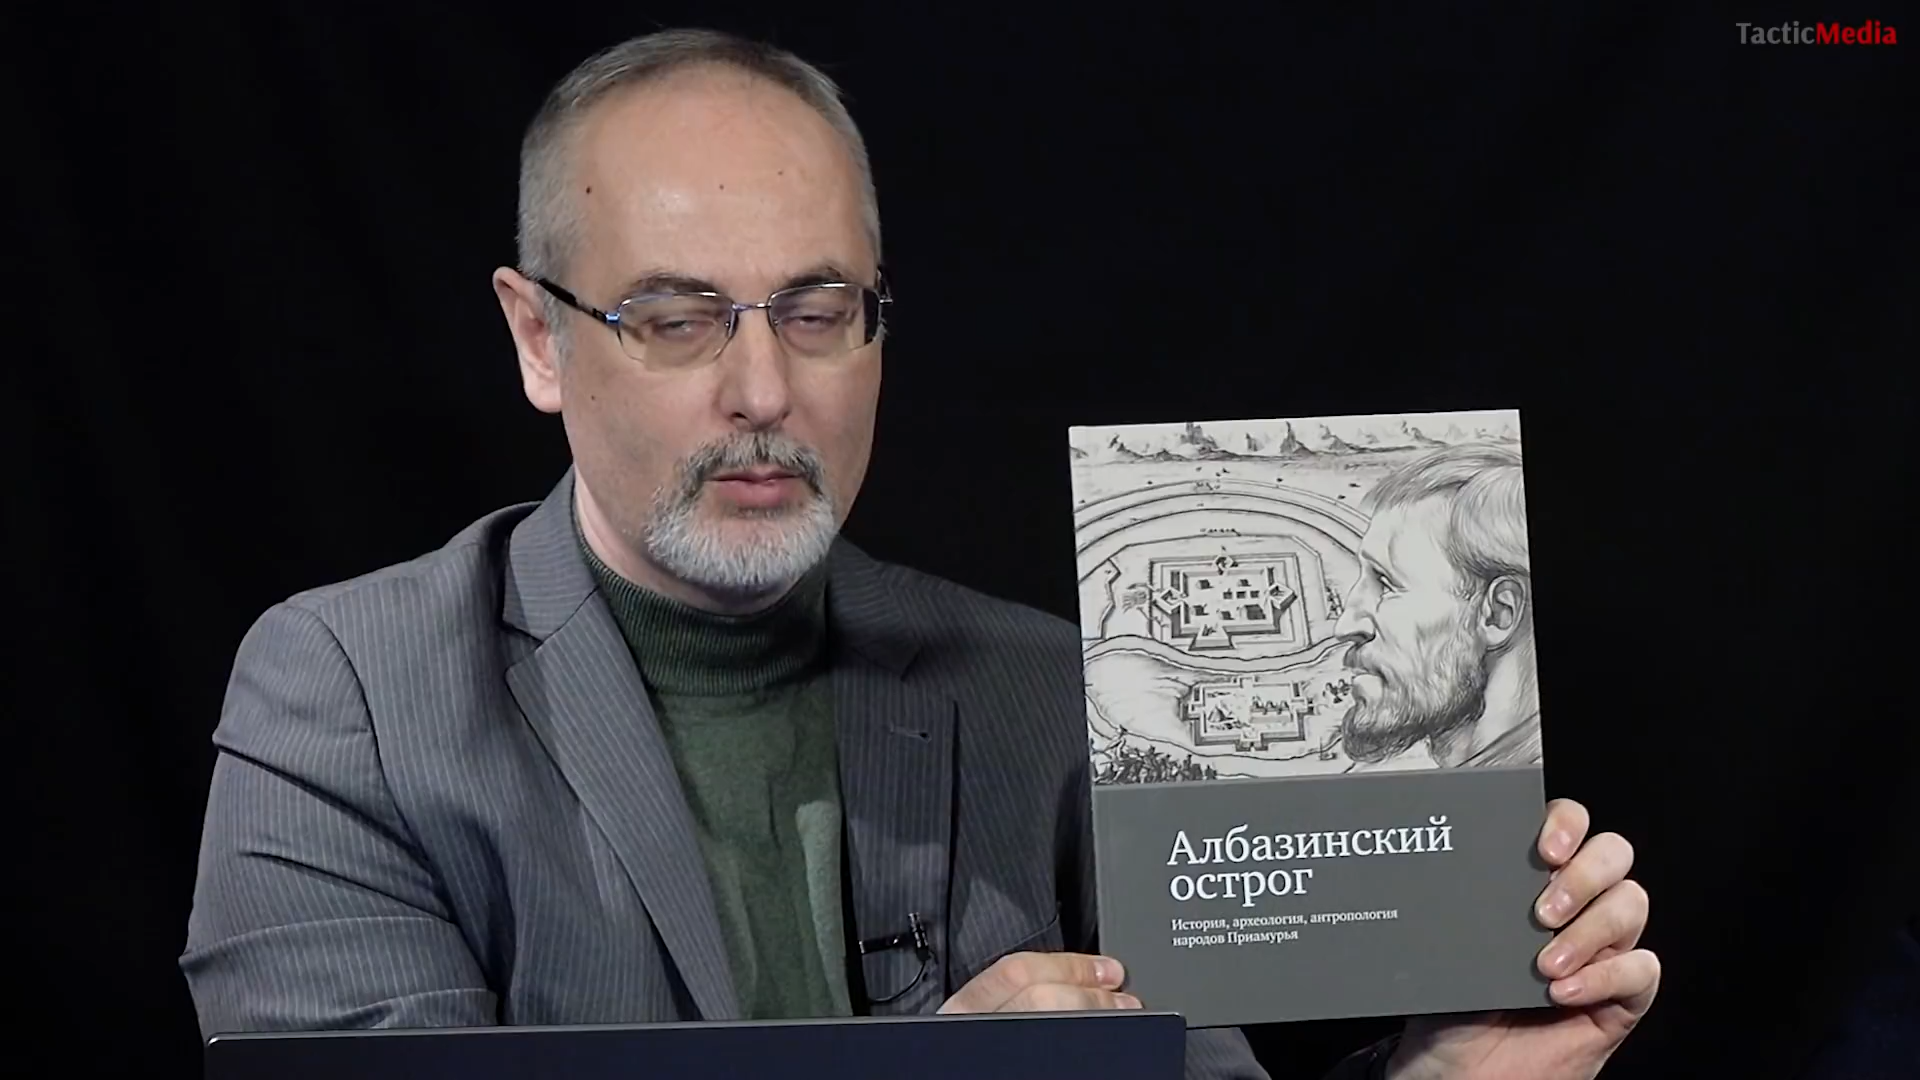 TacticMedia
Албазинский
острог
История, археология, антропология
народов Приамурья